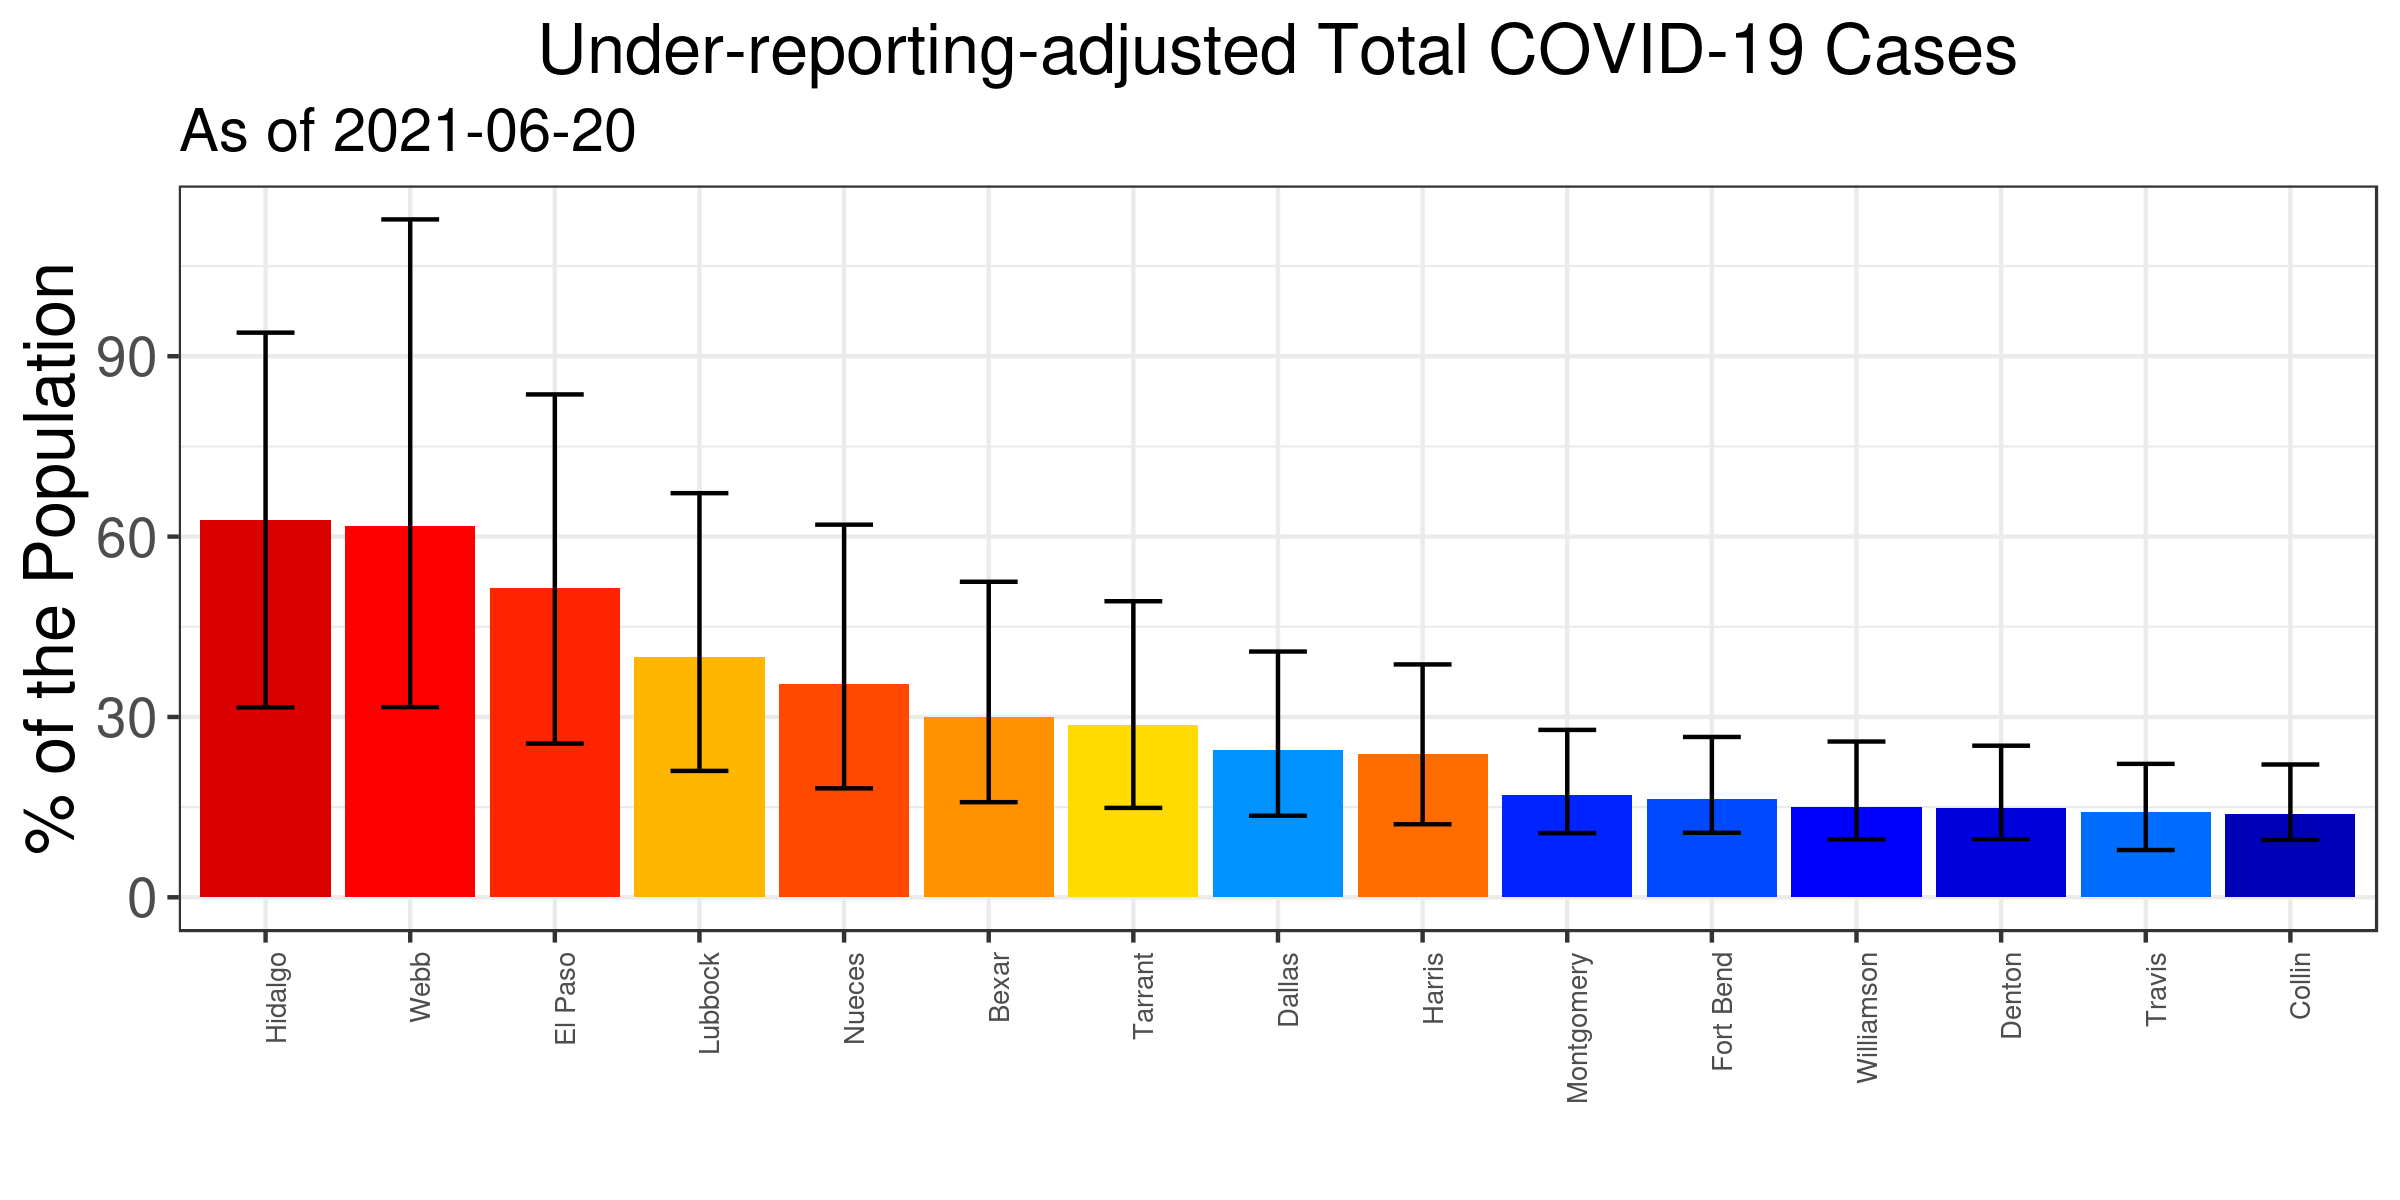 Under-reporting-adjusted Total COVID-19 Cases
As of 2021-06-20
% of the Population
90
60
30
0
Hidalgo
Webb
El Paso
Lubbock
Nueces
Bexar
Tarrant
Dallas
Harris
Montgomery
Fort Bend
Williamson
Denton
Travis
Collin